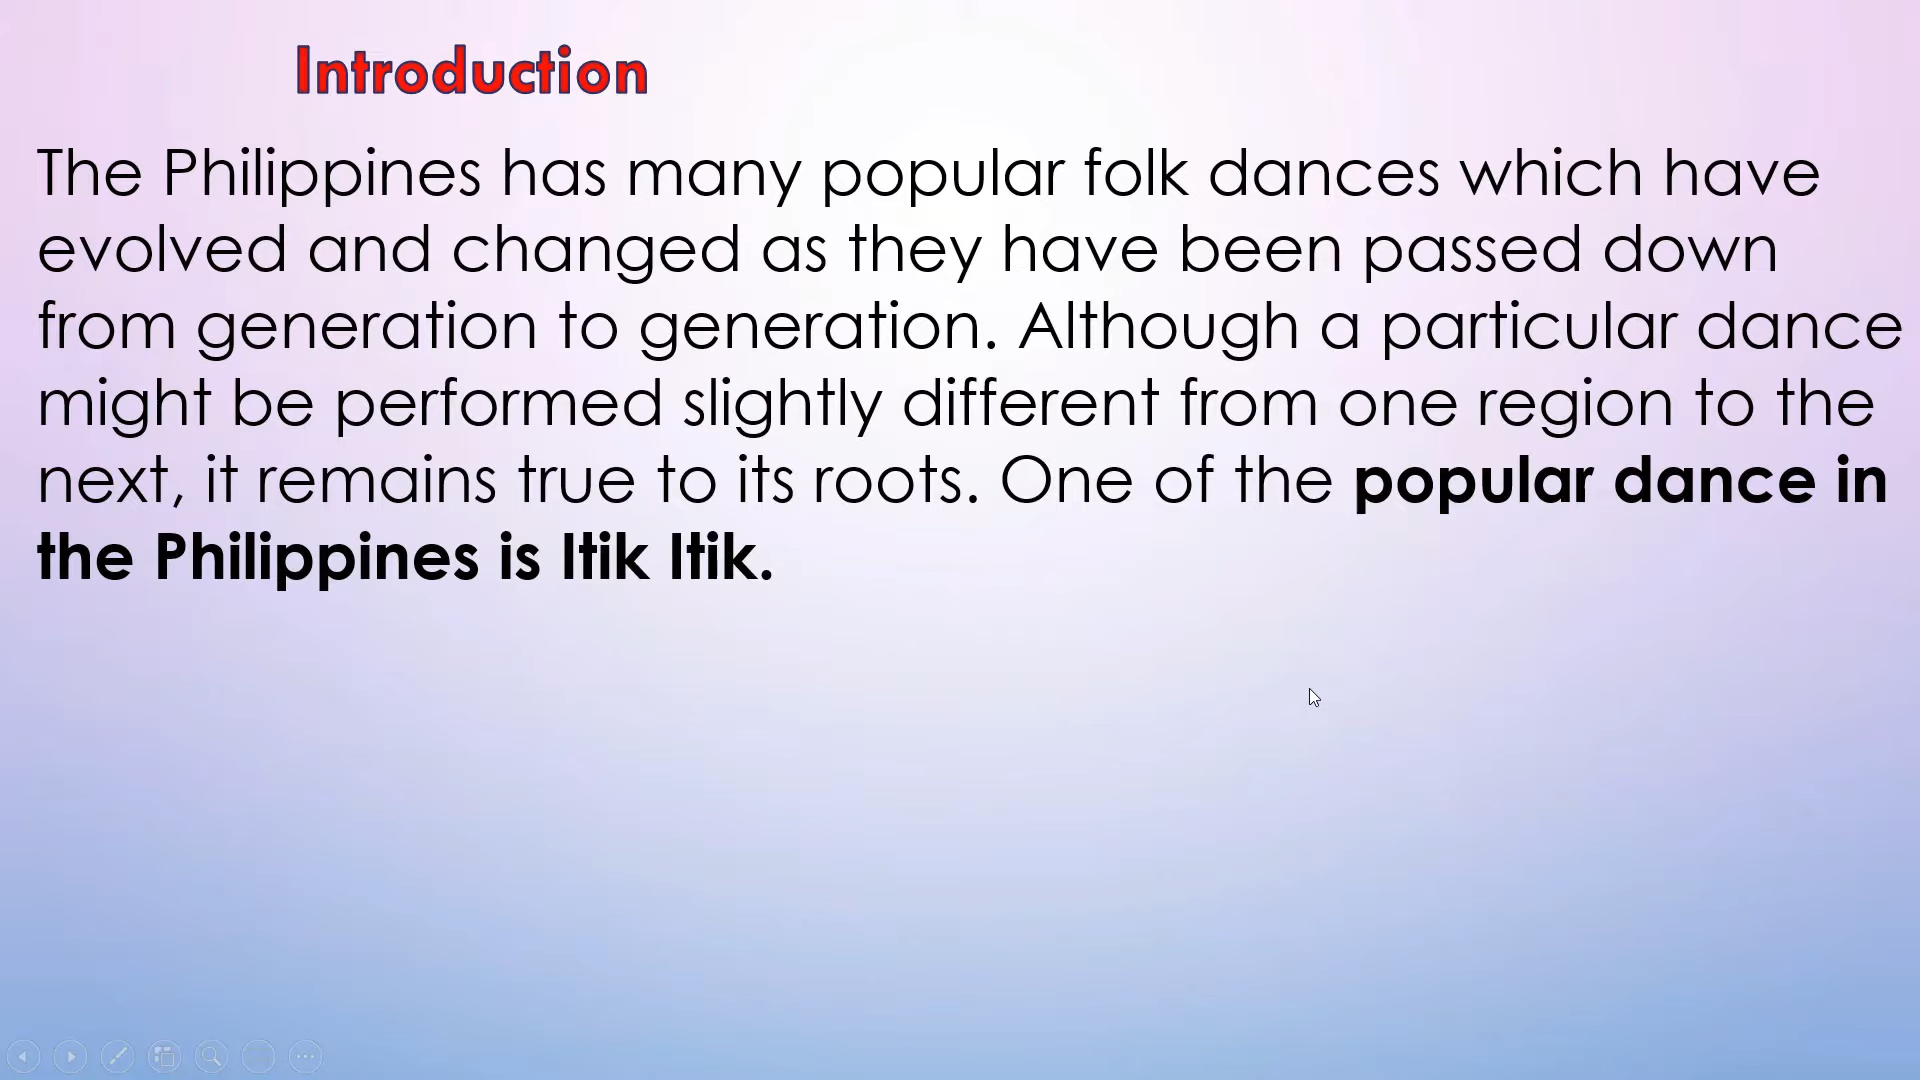 Introduction
The Philippines has many popular folk dances which have
evolved and changed as they have been passed down
from generation to generation. Although a particular dance
might be performed slightly different from one region to the
next, it remains true to its roots. One of the popular dance in
the Philippines is Itik Itik.